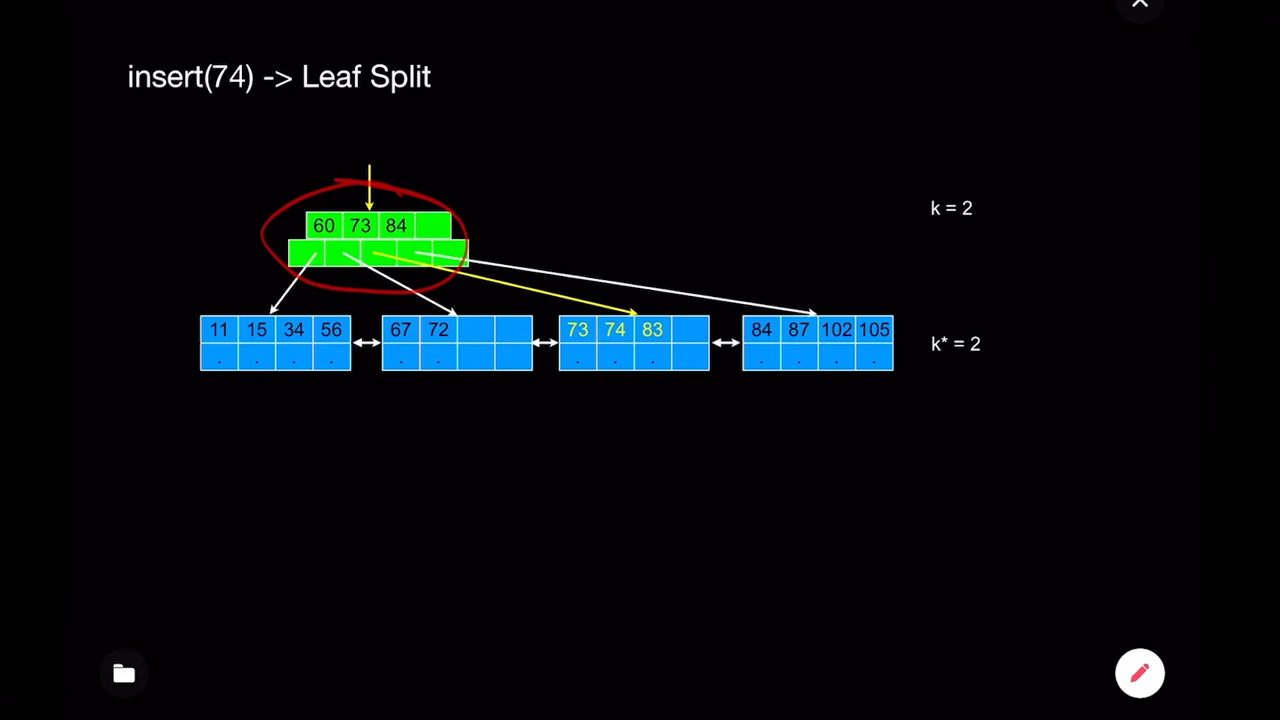 insert(74) -> Leaf Split
k = 2
60 73 84
11 15 34 56 67 72 73 74 83 84 87 102 105
k* = 2
. . . . . . . . . . . . .